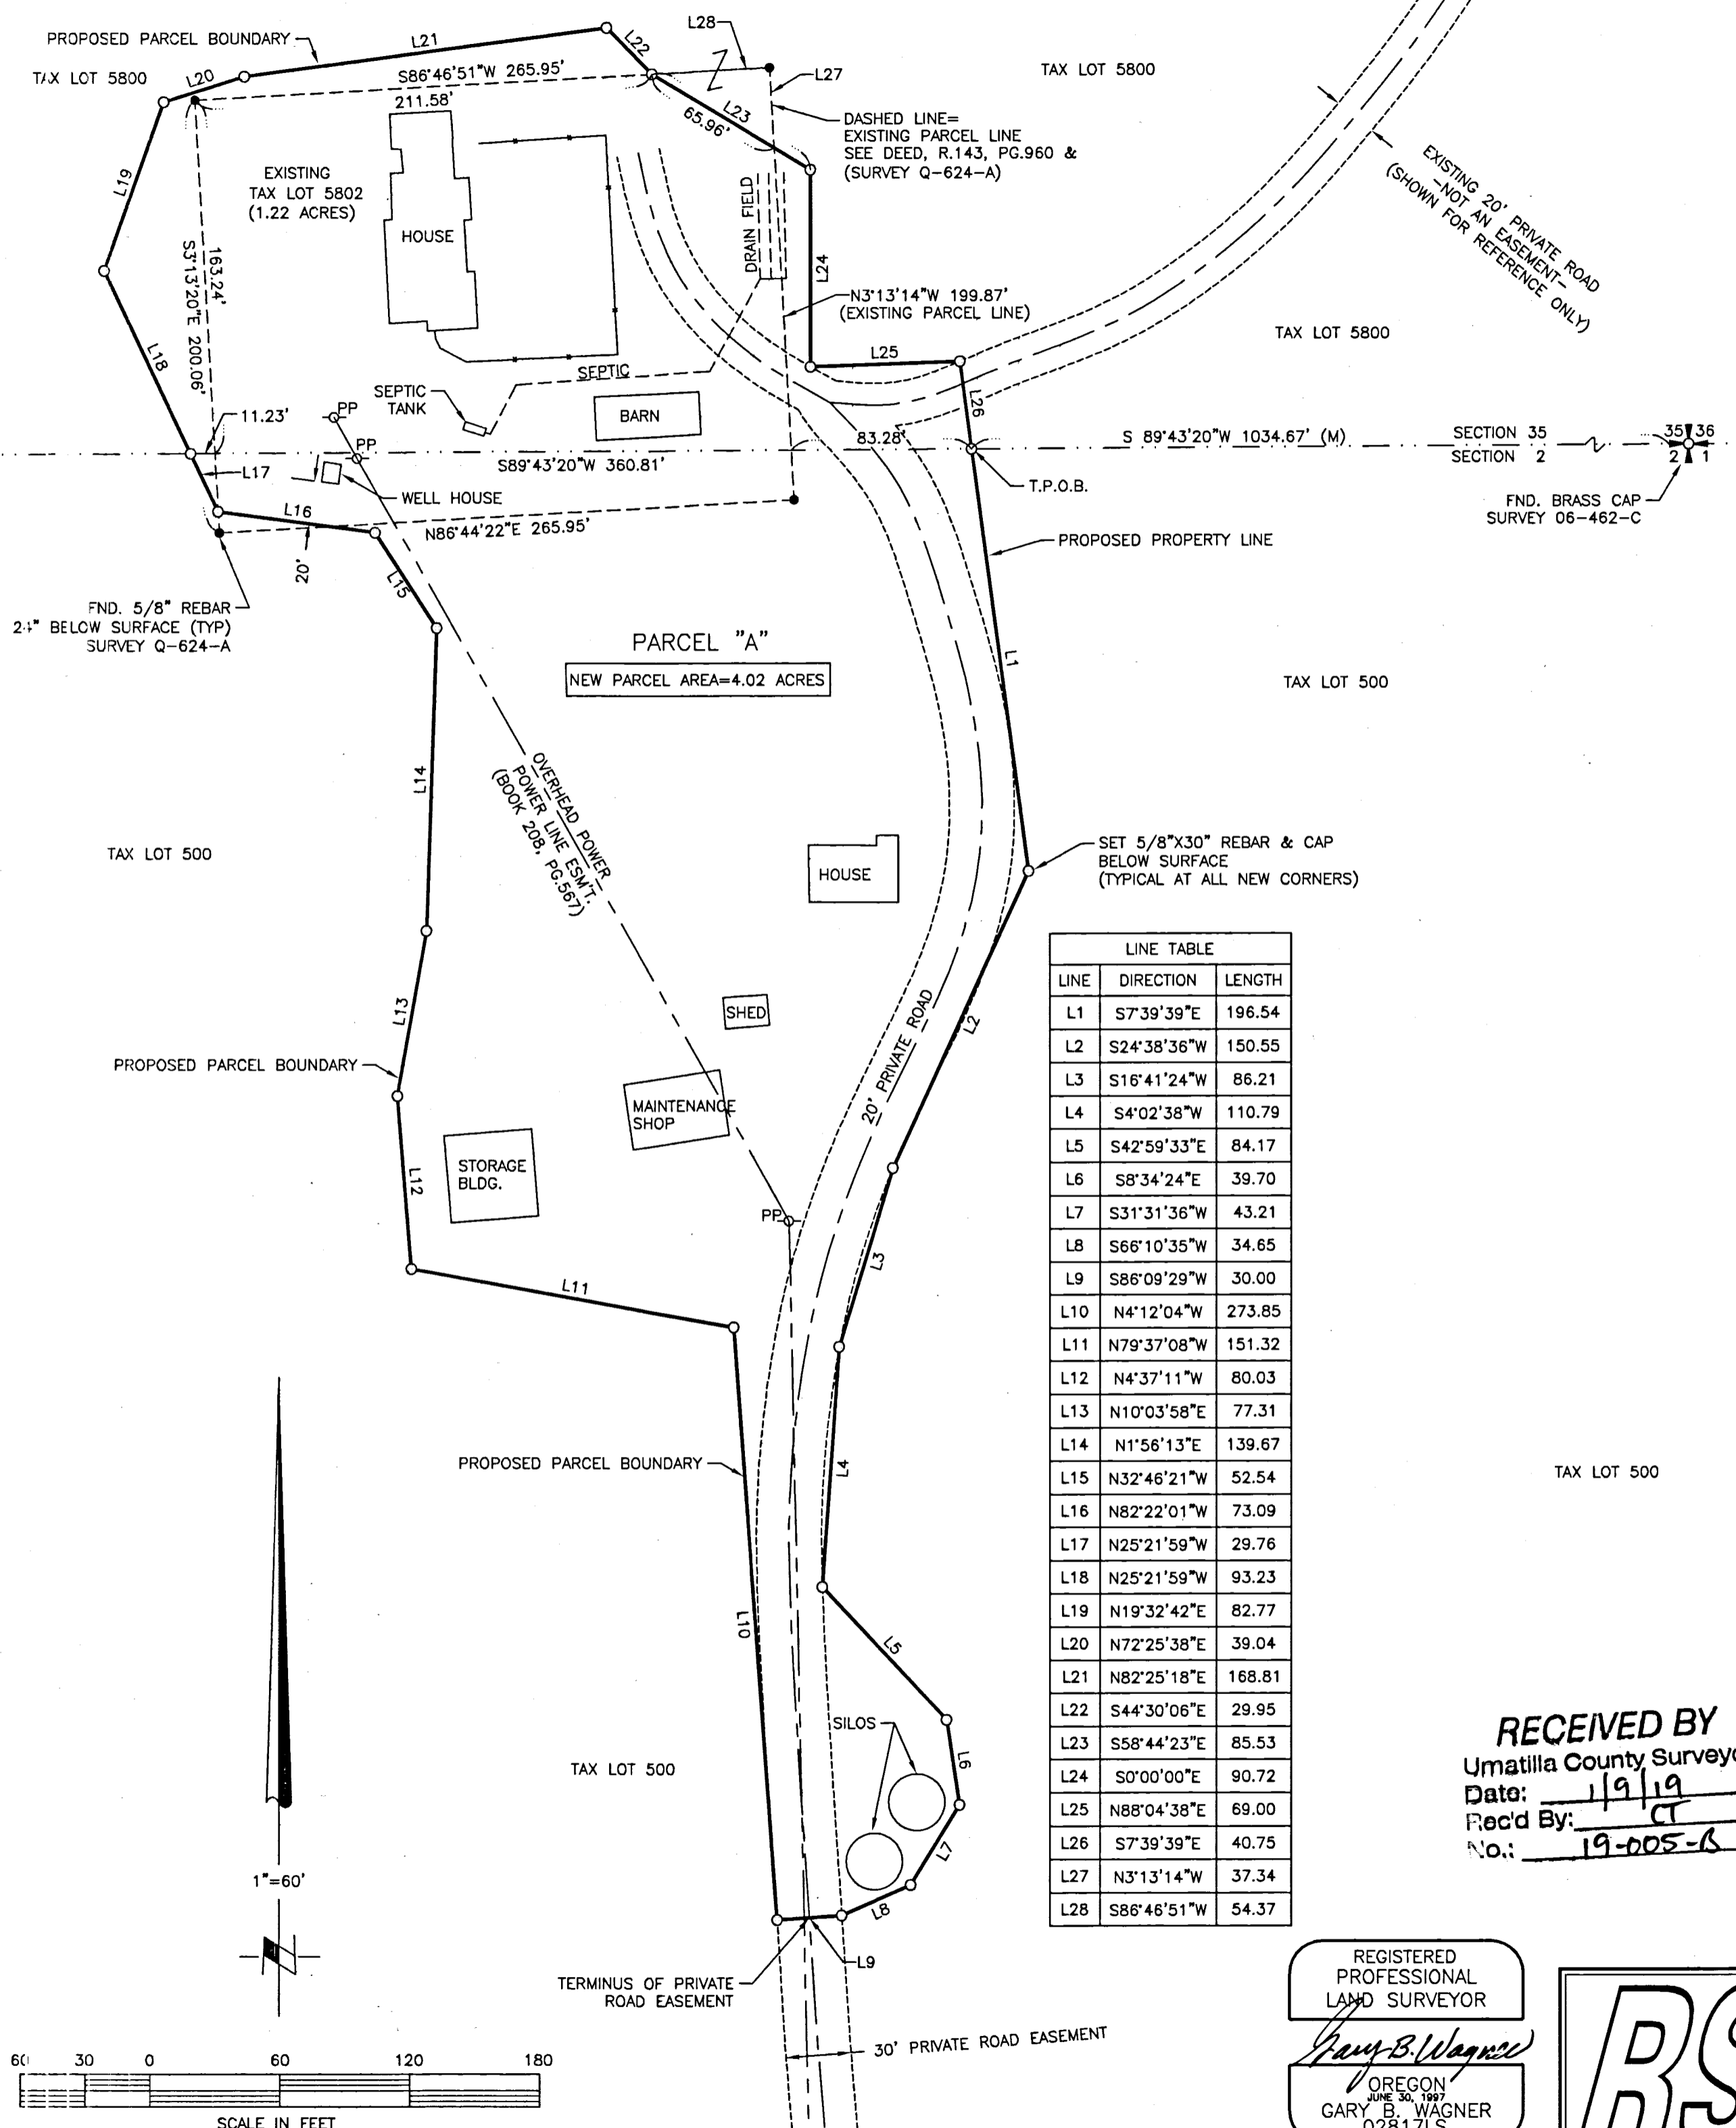 PROPOSED PARCEL BOUNDARY
TAX LOT 5800
L20
L21
L22
L28
L27
S86°46'51"W 265.95'
211.58'
L23
65.96'
TAX LOT 5800
DASHED LINE=
EXISTING PARCEL LINE
SEE DEED, R.143, PG.960 &
(SURVEY Q-624-A)
EXISTING 20' PRIVATE ROAD
-NOT AN EASEMENT-
(SHOWN FOR REFERENCE ONLY)
L19
EXISTING
TAX LOT 5802
(1.22 ACRES)
HOUSE
163.24'
S3°13'20"E 200.06'
DRAIN FIELD
L24
N3°13'14"W 199.87'
(EXISTING PARCEL LINE)
TAX LOT 5800
L18
L25
L26
SEPTIC
SEPTIC
TANK
BARN
PP
PP
11.23'
83.28'
S 89°43'20"W 1034.67' (M)
SECTION 35
SECTION 2
35 36
2 1
S89°43'20"W 360.81'
L17
WELL HOUSE
T.P.O.B.
FND. BRASS CAP
SURVEY 06-462-C
L16
N86°44'22"E 265.95'
20'
L15
PROPOSED PROPERTY LINE
FND. 5/8" REBAR
24" BELOW SURFACE (TYP)
SURVEY Q-624-A
PARCEL "A"
NEW PARCEL AREA=4.02 ACRES
L1
TAX LOT 500
L14
OVERHEAD POWER
POWER LINE ESM'T.
(BOOK 208, PG.567)
TAX LOT 500
HOUSE
SET 5/8"X30" REBAR & CAP
BELOW SURFACE
(TYPICAL AT ALL NEW CORNERS)
L13
SHED
L2
20' PRIVATE ROAD
PROPOSED PARCEL BOUNDARY
MAINTENANCE
SHOP
L12
STORAGE
BLDG.
PP
L3
L11
LINE TABLE
LINE DIRECTION LENGTH
L1 S7°39'39"E 196.54
L2 S24°38'36"W 150.55
L3 S16°41'24"W 86.21
L4 S4°02'38"W 110.79
L5 S42°59'33"E 84.17
L6 S8°34'24"E 39.70
L7 S31°31'36"W 43.21
L8 S66°10'35"W 34.65
L9 S86°09'29"W 30.00
L10 N4°12'04"W 273.85
L11 N79°37'08"W 151.32
L12 N4°37'11"W 80.03
L13 N10°03'58"E 77.31
L14 N1°56'13"E 139.67
L15 N32°46'21"W 52.54
L16 N82°22'01"W 73.09
L17 N25°21'59"W 29.76
L18 N25°21'59"W 93.23
L19 N19°32'42"E 82.77
L20 N72°25'38"E 39.04
L21 N82°25'18"E 168.81
L22 S44°30'06"E 29.95
L23 S58°44'23"E 85.53
L24 S0°00'00"E 90.72
L25 N88°04'38"E 69.00
L26 S7°39'39"E 40.75
L27 N3°13'14"W 37.34
L28 S86°46'51"W 54.37
PROPOSED PARCEL BOUNDARY
L4
TAX LOT 500
L10
L5
SILOS
L6
TAX LOT 500
L7
L8
L9
1"=60'
TERMINUS OF PRIVATE
ROAD EASEMENT
30' PRIVATE ROAD EASEMENT
60 30 0 60 120 180
SCALE IN FEET
RECEIVED BY
Umatilla County Surveyo
Date: 1/9/19
Rec'd By: CT
No.: 19-005-B
REGISTERED
PROFESSIONAL
LAND SURVEYOR
Gary B. Wagner
OREGON
JUNE 30, 1997
GARY B. WAGNER
02817LS
RS